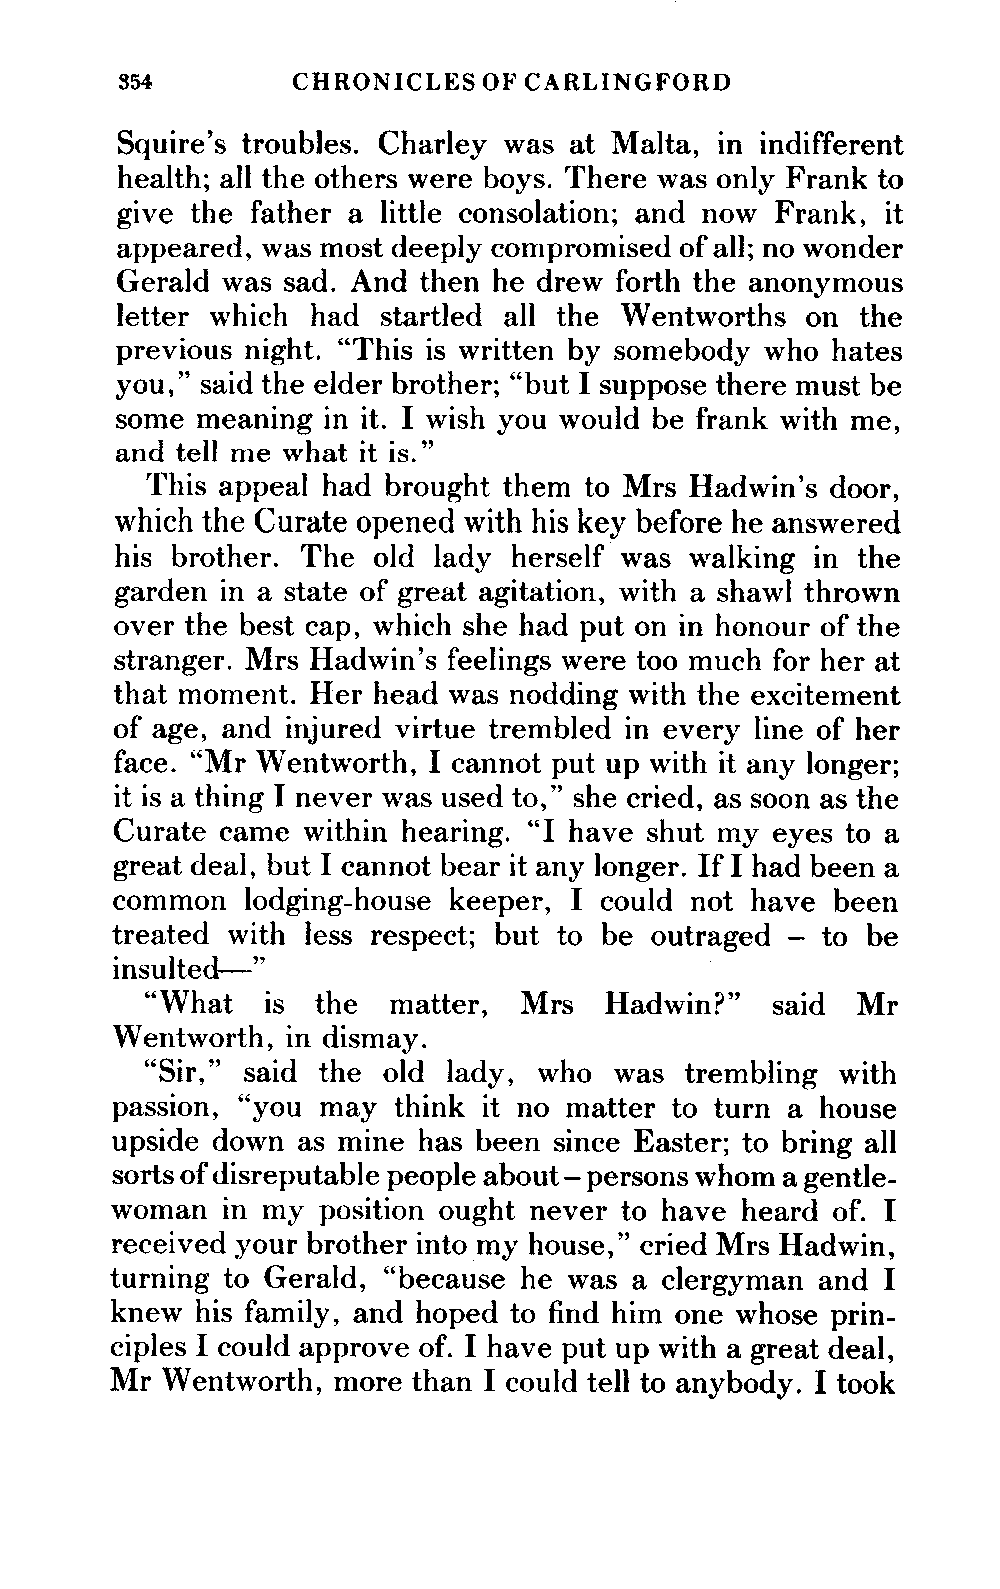 354 CHRONICLES OF CARLINGFORD
Squire's troubles. Charley was at Malta, in indifferent
health; all the others were boys. There was only Frank to
give the father a little consolation; and now Frank, it
appeared, was most deeply compromised of all; no wonder
Gerald was sad. And then he drew forth the anonymous
letter which had startled all the Wentworths on the
previous night. “This is written by somebody who hates
you,” said the elder brother; “but I suppose there must be
some meaning in it. I wish you would be frank with me,
and tell me what it is.”
This appeal had brought them to Mrs Hadwin's door,
which the Curate opened with his key before he answered
his brother. The old lady herself was walking in the
garden in a state of great agitation, with a shawl thrown
over the best cap, which she had put on in honour of the
stranger. Mrs Hadwin's feelings were too much for her at
that moment. Her head was nodding with the excitement
of age, and injured virtue trembled in every line of her
face. “Mr Wentworth, I cannot put up with it any longer;
it is a thing I never was used to,” she cried, as soon as the
Curate came within hearing. “I have shut my eyes to a
great deal, but I cannot bear it any longer. If I had been a
common lodging-house keeper, I could not have been
treated with less respect; but to be outraged – to be
insulted—”
“What is the matter, Mrs Hadwin?” said Mr
Wentworth, in dismay.
“Sir,” said the old lady, who was trembling with
passion, “you may think it no matter to turn a house
upside down as mine has been since Easter; to bring all
sorts of disreputable people about – persons whom a gentle-
woman in my position ought never to have heard of. I
received your brother into my house,” cried Mrs Hadwin,
turning to Gerald, “because he was a clergyman and I
knew his family, and hoped to find him one whose prin-
ciples I could approve of. I have put up with a great deal,
Mr Wentworth, more than I could tell to anybody. I took